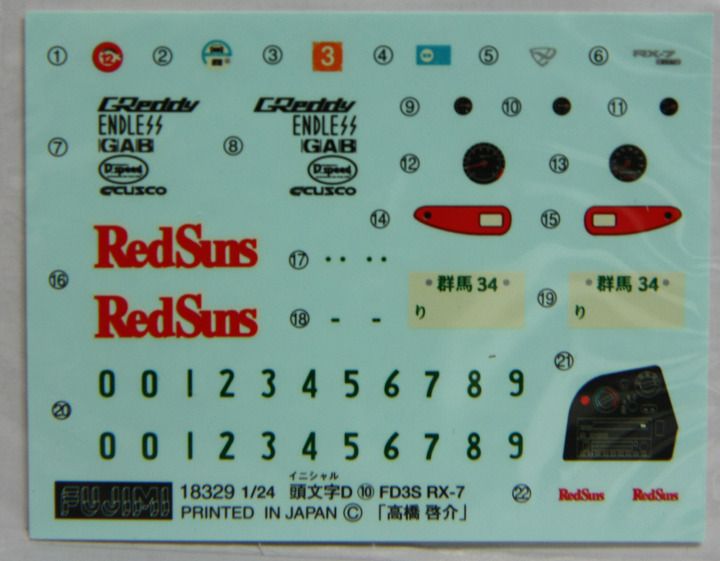 ① 12 ② ③ 3 ④ ⑤ ⑥ RX-7
GReddy GReddy ⑨ ⑩ ⑪
ENDLESS ENDLESS
⑦ GAB ⑧ GAB ⑫ ⑬
D.speed D.speed
CUSCO CUSCO
⑭ ⑮
RedSuns ⑰
⑯ 群馬 34 群馬 34
RedSuns ⑱ り ⑲ り
㉑
0 0 1 2 3 4 5 6 7 8 9
⑳
0 0 1 2 3 4 5 6 7 8 9
イニシャル
FUJIMI 18329 1/24 頭文字D ⑩ FD3S RX-7 ㉒ RedSuns RedSuns
PRINTED IN JAPAN Ⓒ 「高橋 啓介」